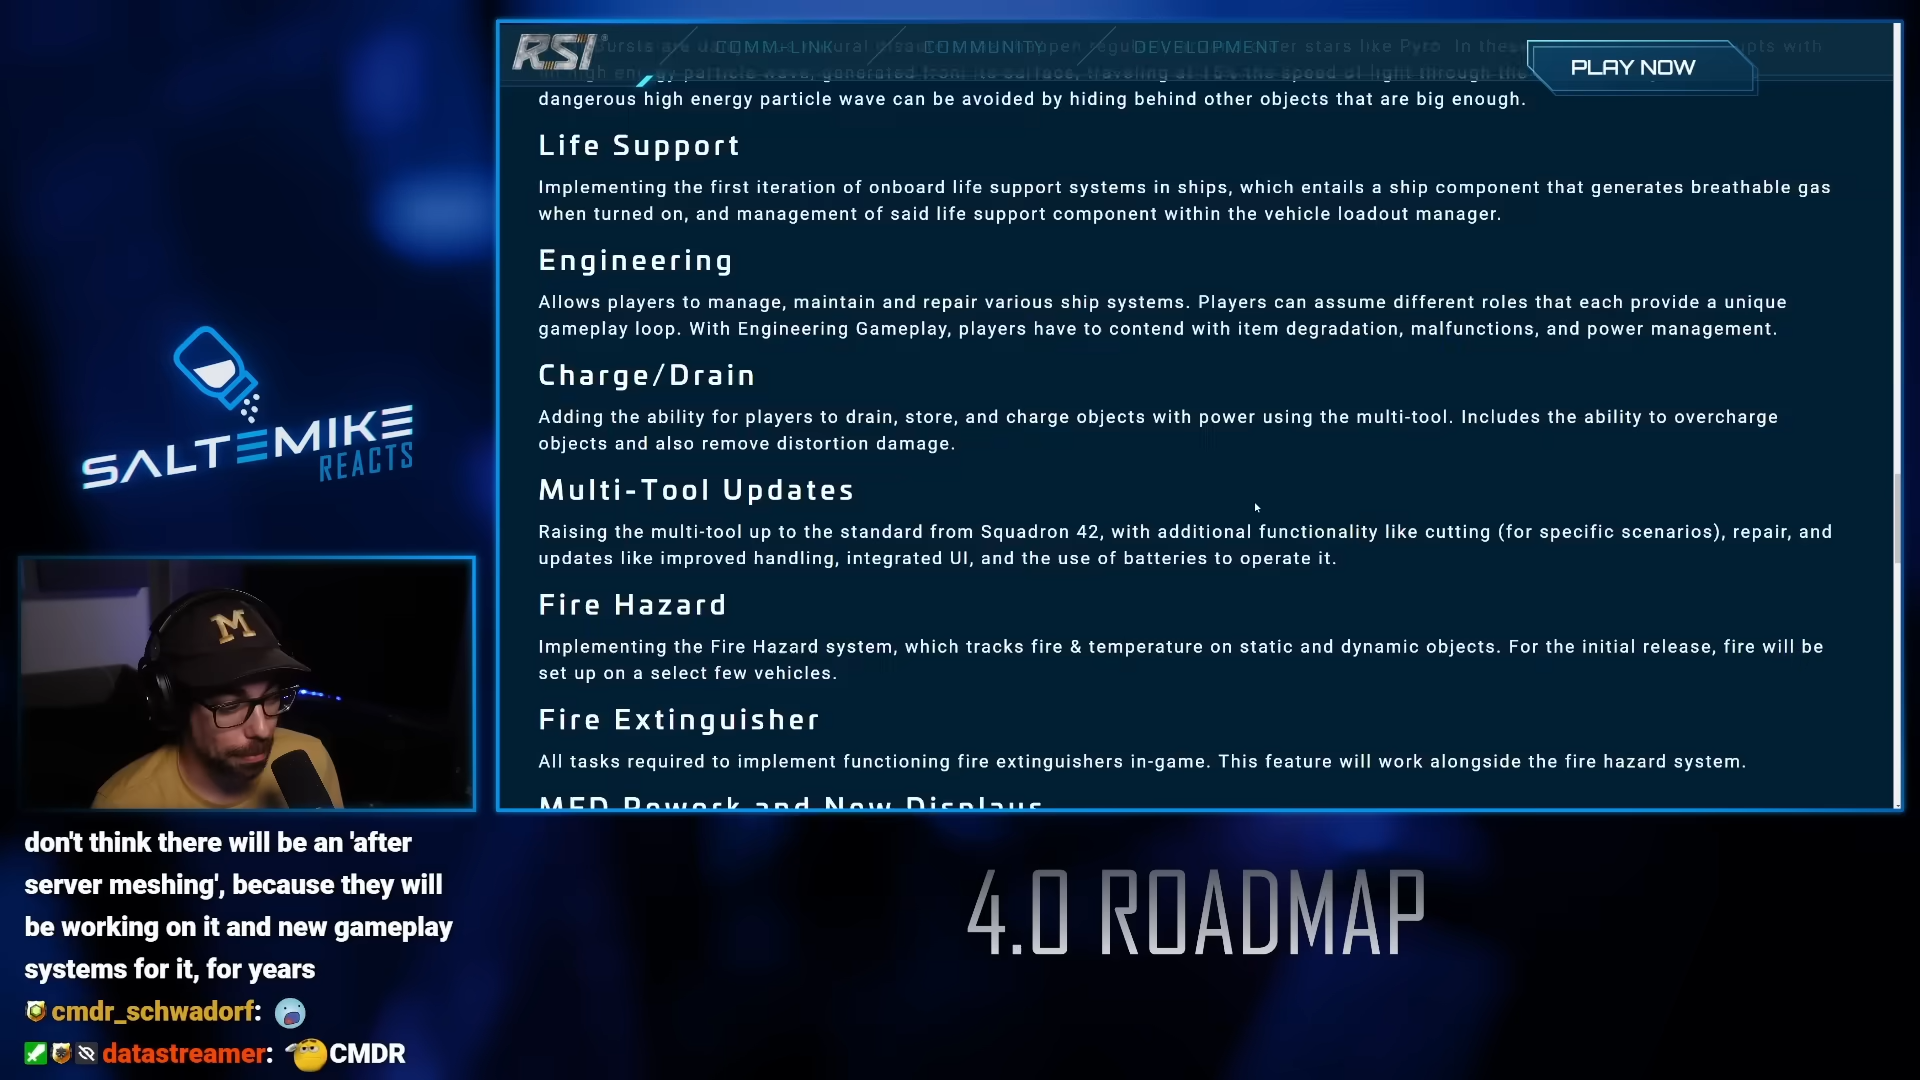 RSI
COMM-LINK
COMMUNITY
DEVELOPMENT
PLAY NOW
dangerous high energy particle wave can be avoided by hiding behind other objects that are big enough.
Life Support
Implementing the first iteration of onboard life support systems in ships, which entails a ship component that generates breathable gas
when turned on, and management of said life support component within the vehicle loadout manager.
Engineering
Allows players to manage, maintain and repair various ship systems. Players can assume different roles that each provide a unique
gameplay loop. With Engineering Gameplay, players have to contend with item degradation, malfunctions, and power management.
Charge/Drain
Adding the ability for players to drain, store, and charge objects with power using the multi-tool. Includes the ability to overcharge
objects and also remove distortion damage.
Multi-Tool Updates
Raising the multi-tool up to the standard from Squadron 42, with additional functionality like cutting (for specific scenarios), repair, and
updates like improved handling, integrated UI, and the use of batteries to operate it.
Fire Hazard
Implementing the Fire Hazard system, which tracks fire & temperature on static and dynamic objects. For the initial release, fire will be
set up on a select few vehicles.
Fire Extinguisher
All tasks required to implement functioning fire extinguishers in-game. This feature will work alongside the fire hazard system.
MFD Rework and New Displays
SALTEMIKE
REACTS
M
don't think there will be an 'after
server meshing', because they will
be working on it and new gameplay
systems for it, for years
cmdr_schwadorf:
datastreamer: CMDR
4.0 ROADMAP